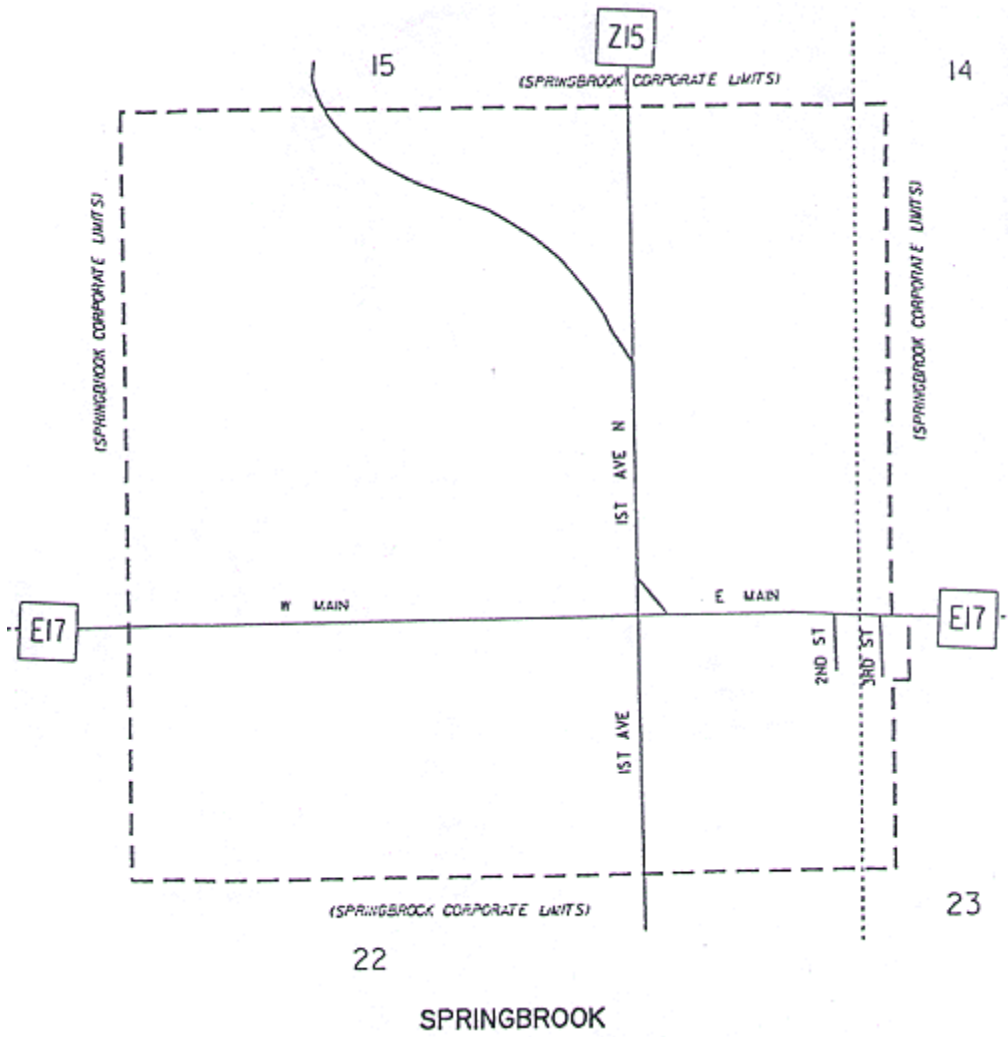 Z15
15
14
(SPRINGBROOK CORPORATE LIMITS)
(SPRINGBROOK CORPORATE LIMITS)
(SPRINGBROOK CORPORATE LIMITS)
1ST AVE N
W MAIN
E MAIN
E17
E17
2ND ST
3RD ST
1ST AVE
(SPRINGBROOK CORPORATE LIMITS)
23
22
SPRINGBROOK